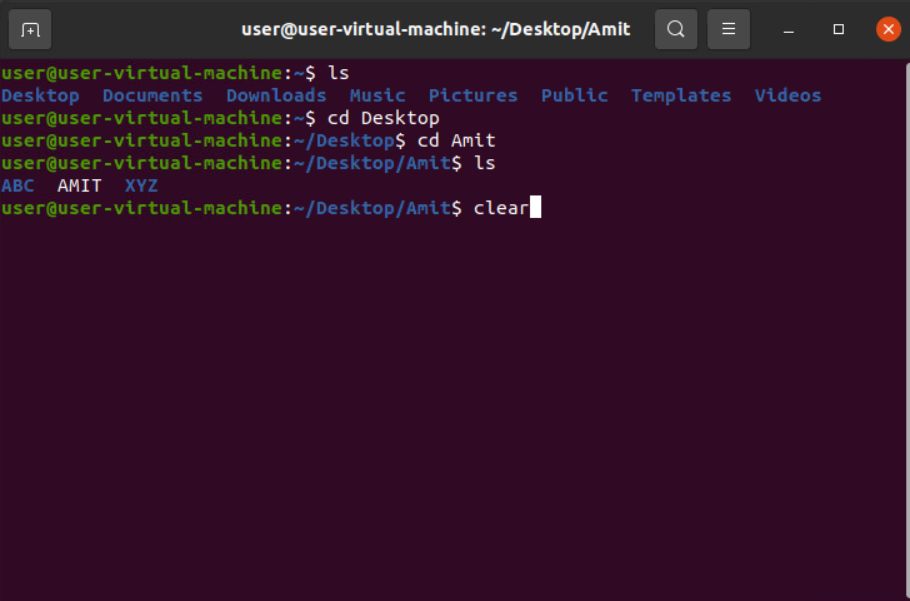 user@user-virtual-machine: ~/Desktop/Amit
user@user-virtual-machine:~$ ls
Desktop  Documents  Downloads  Music  Pictures  Public  Templates  Videos
user@user-virtual-machine:~$ cd Desktop
user@user-virtual-machine:~/Desktop$ cd Amit
user@user-virtual-machine:~/Desktop/Amit$ ls
ABC  AMIT  XYZ
user@user-virtual-machine:~/Desktop/Amit$ clear